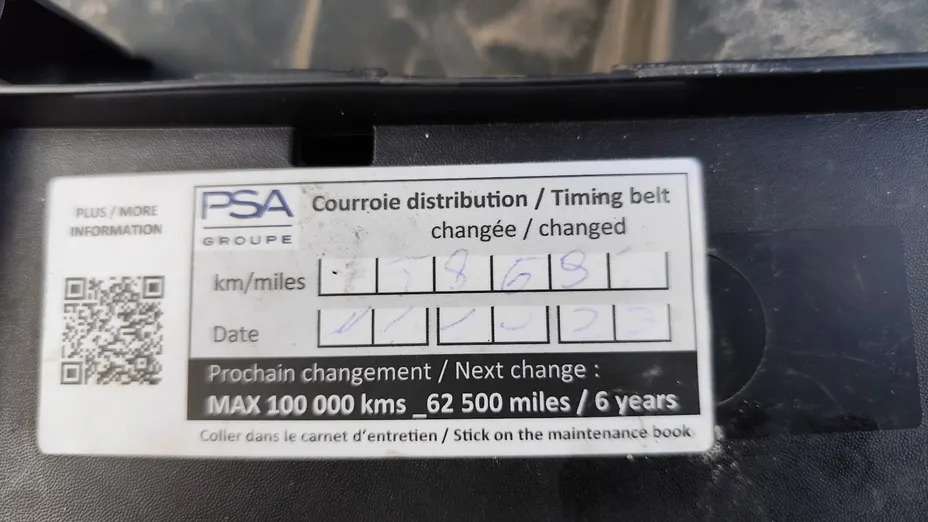 PLUS / MORE
INFORMATION
PSA
GROUPE
Courroie distribution / Timing belt
changée / changed
km/miles
Date
Prochain changement / Next change :
MAX 100 000 kms _62 500 miles / 6 years
Coller dans le carnet d'entretien / Stick on the maintenance book